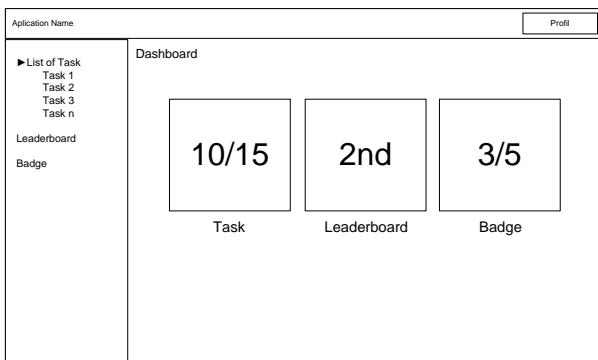 Aplication Name
Profil
►List of Task
Task 1
Task 2
Task 3
Task n
Leaderboard
Badge
Dashboard
10/15
2nd
3/5
Task
Leaderboard
Badge